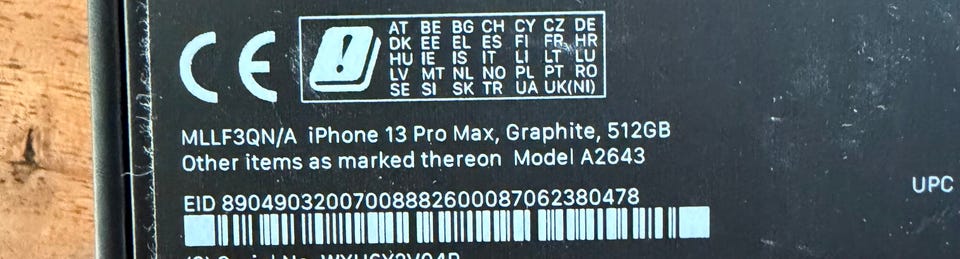 CE
! AT BE BG CH CY CZ DE
DK EE EL ES FI FR HR
HU IE IS IT LI LT LU
LV MT NL NO PL PT RO
SE SI SK TR UA UK(NI)
MLLF3QN/A iPhone 13 Pro Max, Graphite, 512GB
Other items as marked thereon Model A2643
UPC
EID 89049032007008882600087062380478
Serial No.